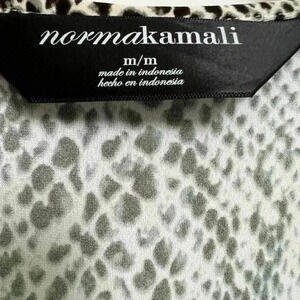 normakamali
m/m
made in indonesia
hecho en indonesia